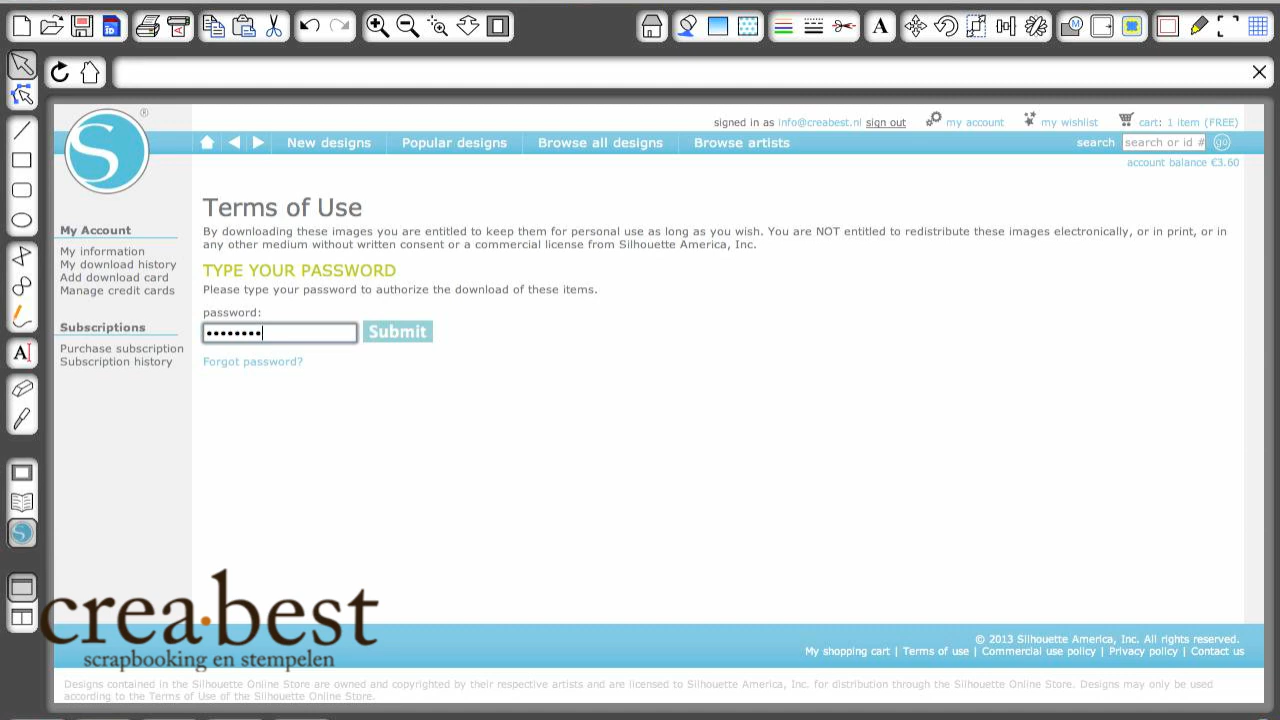 signed in as info@creabest.nl sign out my account my wishlist cart: 1 item (FREE)
New designs Popular designs Browse all designs Browse artists search search or id # go
account balance €3.60
Terms of Use
By downloading these images you are entitled to keep them for personal use as long as you wish. You are NOT entitled to redistribute these images electronically, or in print, or in
any other medium without written consent or a commercial license from Silhouette America, Inc.
My Account
My information
My download history
Add download card
Manage credit cards
TYPE YOUR PASSWORD
Please type your password to authorize the download of these items.
password:
•••••••• Submit
Forgot password?
Subscriptions
Purchase subscription
Subscription history
crea·best
scrapbooking en stempelen
© 2013 Silhouette America, Inc. All rights reserved.
My shopping cart | Terms of use | Commercial use policy | Privacy policy | Contact us
Designs contained in the Silhouette Online Store are owned and copyrighted by their respective artists and are licensed to Silhouette America, Inc. for distribution through the Silhouette Online Store. Designs may only be used
according to the Terms of Use of the Silhouette Online Store.